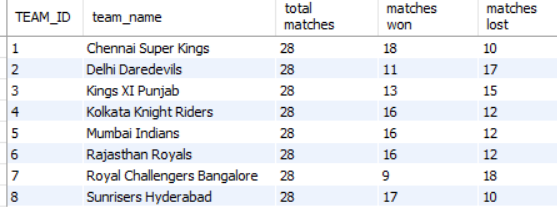 TEAM_ID team_name total matches matches won matches lost
1 Chennai Super Kings 28 18 10
2 Delhi Daredevils 28 11 17
3 Kings XI Punjab 28 13 15
4 Kolkata Knight Riders 28 16 12
5 Mumbai Indians 28 16 12
6 Rajasthan Royals 28 16 12
7 Royal Challengers Bangalore 28 9 18
8 Sunrisers Hyderabad 28 17 10